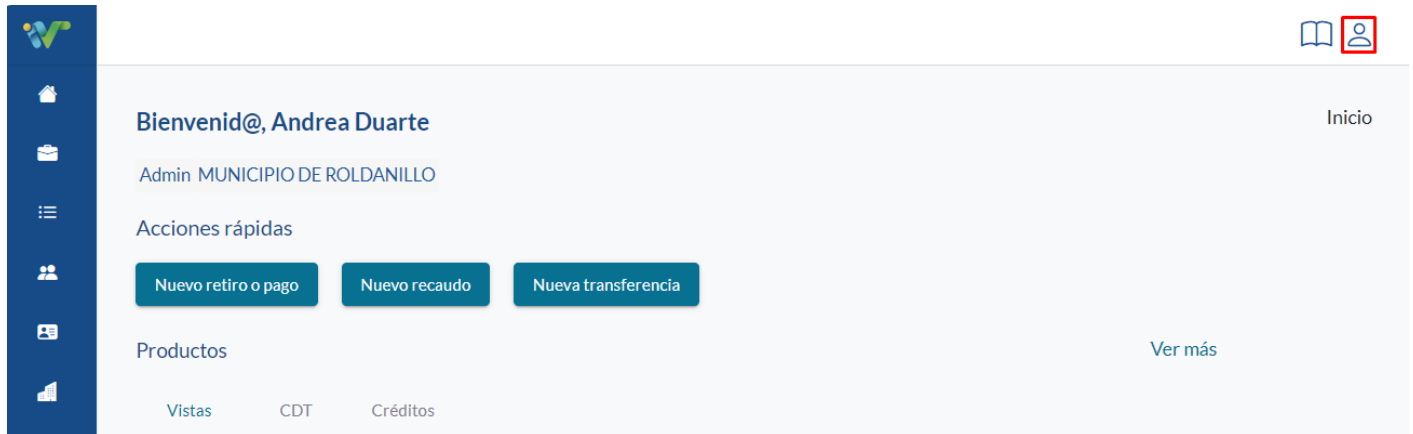 Bienvenid@, Andrea Duarte
Inicio
Admin MUNICIPIO DE ROLDANILLO
Acciones rápidas
Nuevo retiro o pago
Nuevo recaudo
Nueva transferencia
Productos
Ver más
Vistas
CDT
Créditos